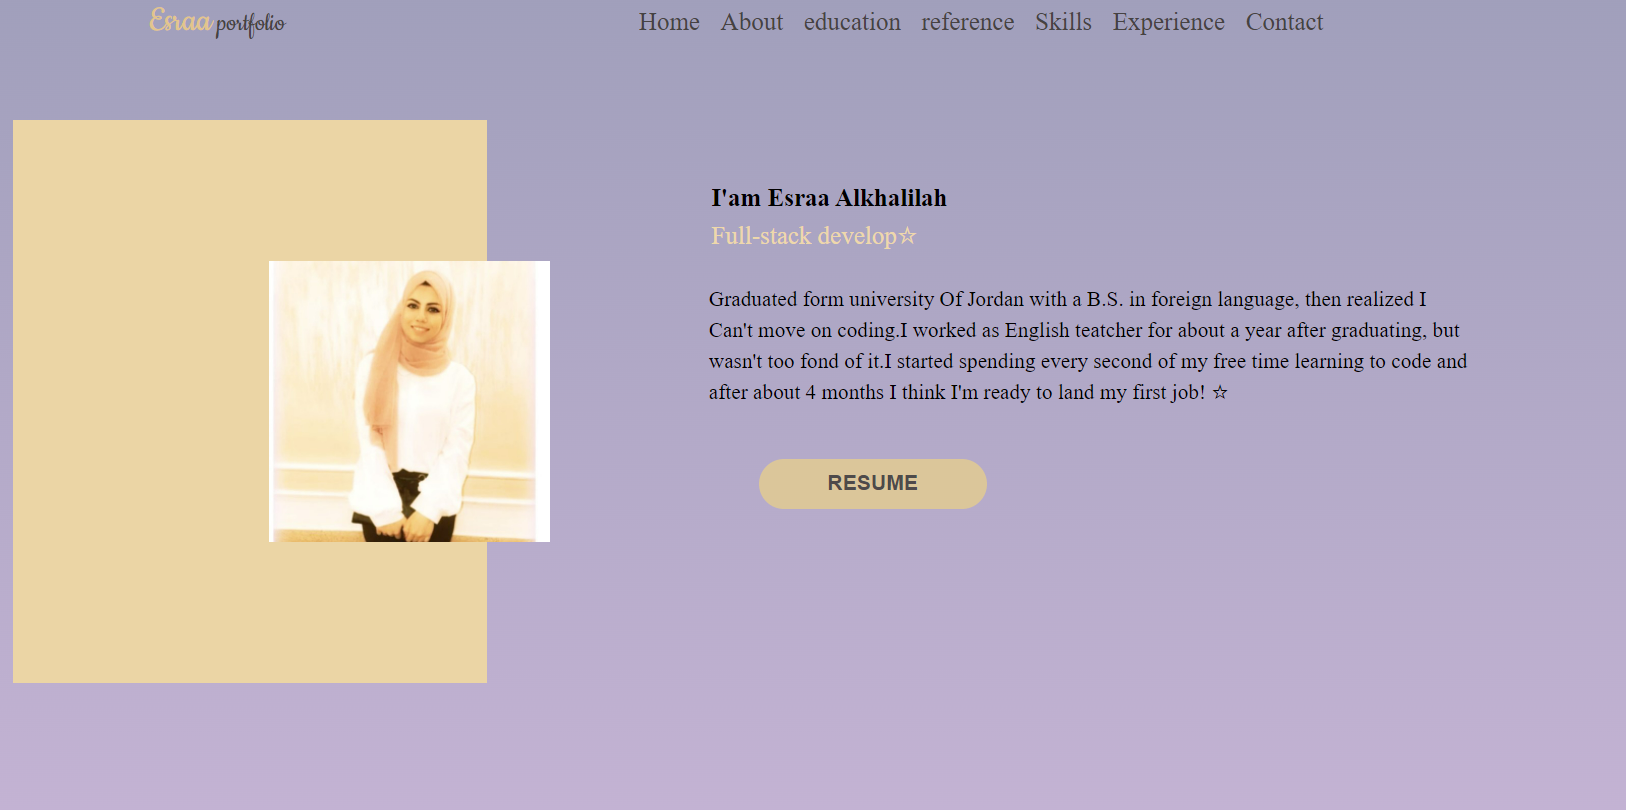 Esraa portfolio
Home About education reference Skills Experience Contact
I'am Esraa Alkhalilah
Full-stack develop☆
Graduated form university Of Jordan with a B.S. in foreign language, then realized I
Can't move on coding.I worked as English teatcher for about a year after graduating, but
wasn't too fond of it.I started spending every second of my free time learning to code and
after about 4 months I think I'm ready to land my first job! ☆
RESUME